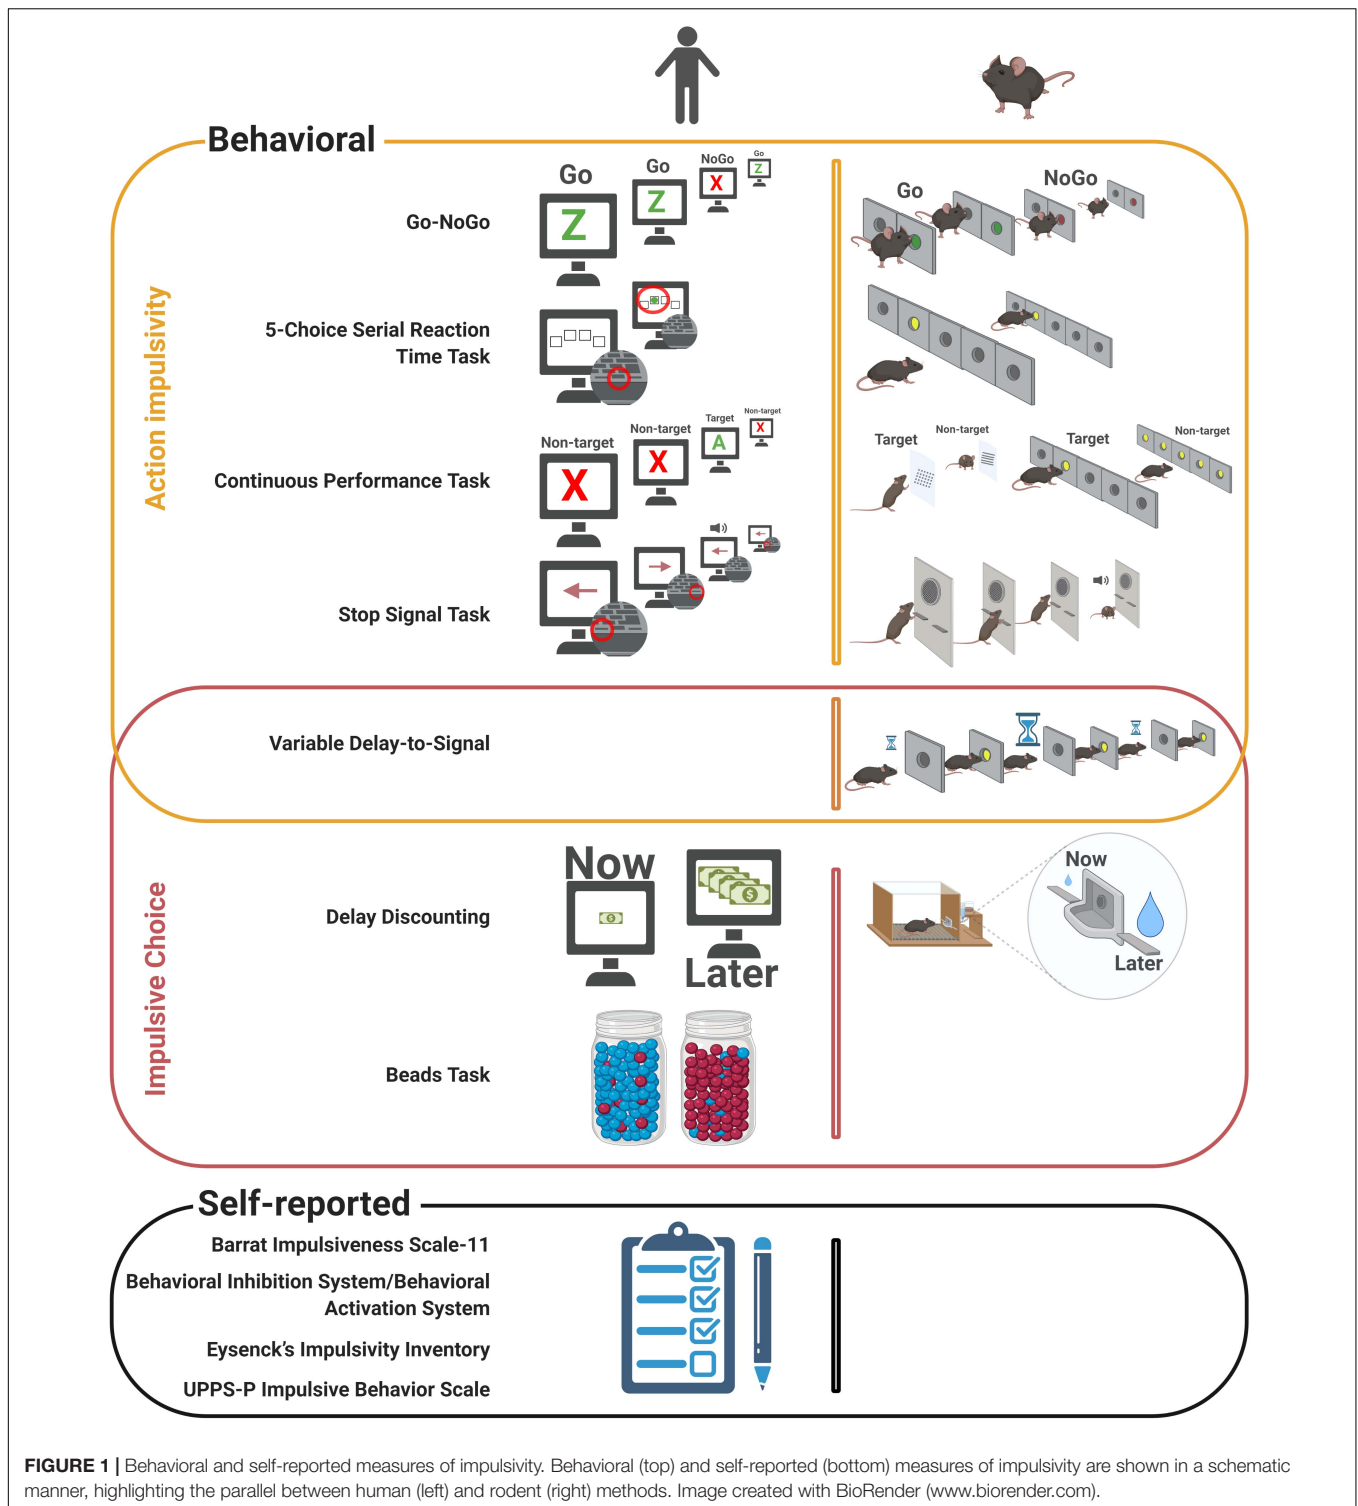 Behavioral
Action impulsivity
Go-NoGo
Go
Go
NoGo
Go
Z
Z
X
Z
Go
NoGo
5-Choice Serial Reaction
Time Task
Continuous Performance Task
Non-target
Non-target
Target
Non-target
X
X
A
X
Target
Non-target
Target
Non-target
Stop Signal Task
Variable Delay-to-Signal
Impulsive Choice
Delay Discounting
Now
$
$
Later
Now
Later
Beads Task
Self-reported
Barrat Impulsiveness Scale-11
Behavioral Inhibition System/Behavioral
Activation System
Eysenck's Impulsivity Inventory
UPPS-P Impulsive Behavior Scale
FIGURE 1 | Behavioral and self-reported measures of impulsivity. Behavioral (top) and self-reported (bottom) measures of impulsivity are shown in a schematic
manner, highlighting the parallel between human (left) and rodent (right) methods. Image created with BioRender (www.biorender.com).